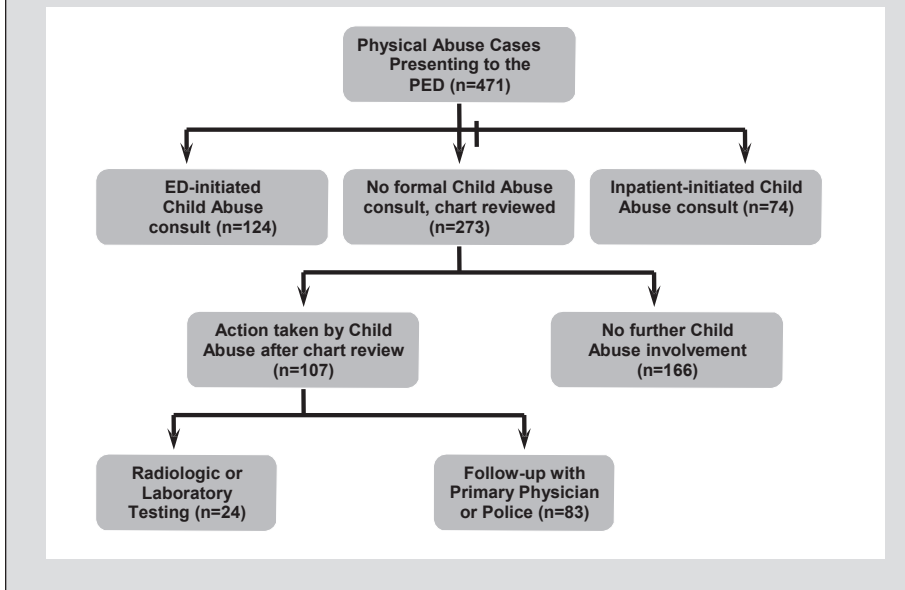 Physical Abuse Cases
Presenting to the
PED (n=471)
ED-initiated
Child Abuse
consult (n=124)
No formal Child Abuse
consult, chart reviewed
(n=273)
Inpatient-initiated Child
Abuse consult (n=74)
Action taken by Child
Abuse after chart review
(n=107)
No further Child
Abuse involvement
(n=166)
Radiologic or
Laboratory
Testing (n=24)
Follow-up with
Primary Physician
or Police (n=83)